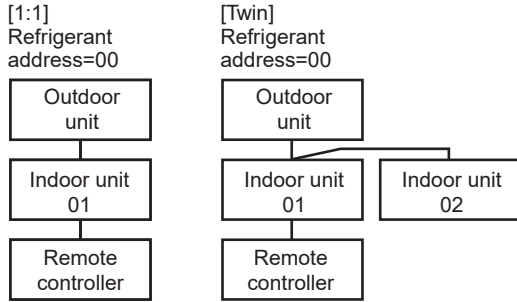 [1:1]
Refrigerant
address=00
Outdoor
unit
Indoor unit
01
Remote
controller
[Twin]
Refrigerant
address=00
Outdoor
unit
Indoor unit
01
Indoor unit
02
Remote
controller